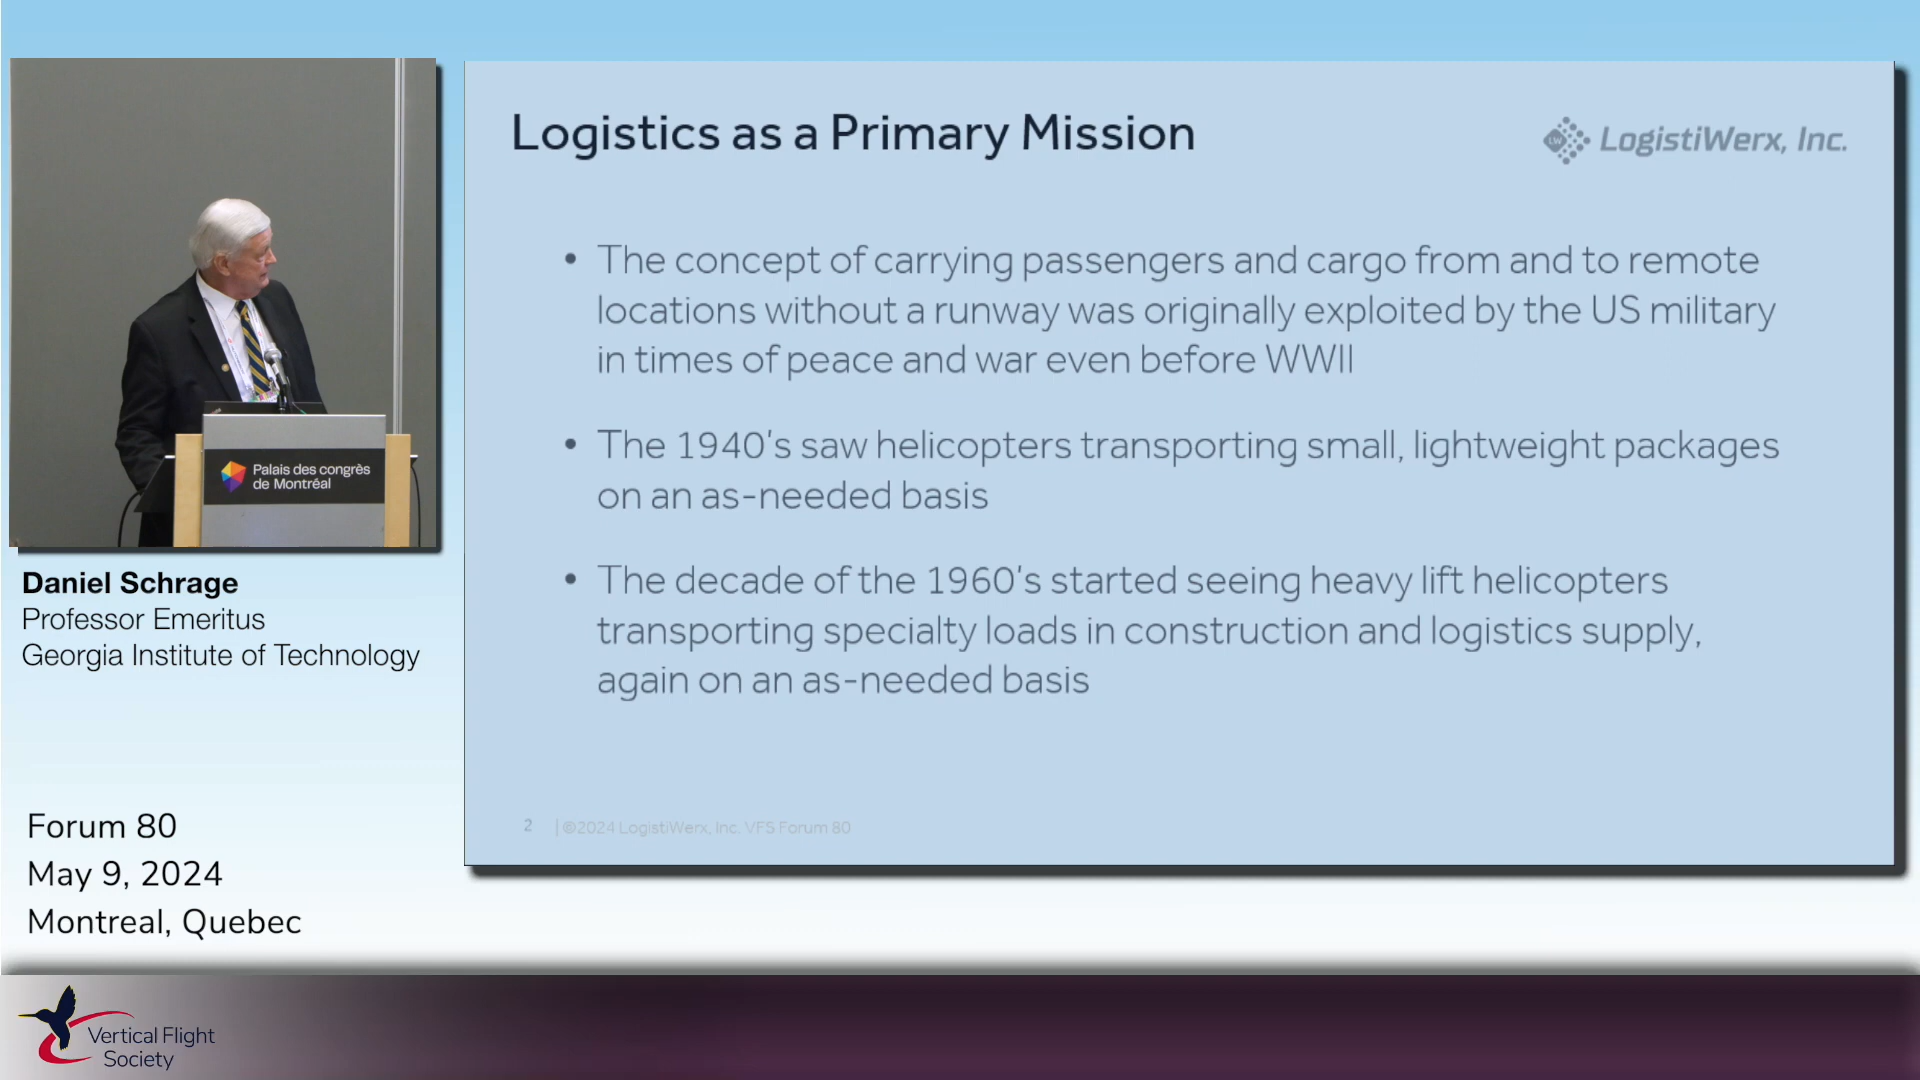 Logistics as a Primary Mission
LogistiWerx, Inc.
• The concept of carrying passengers and cargo from and to remote
locations without a runway was originally exploited by the US military
in times of peace and war even before WWII
• The 1940's saw helicopters transporting small, lightweight packages
on an as-needed basis
• The decade of the 1960's started seeing heavy lift helicopters
transporting specialty loads in construction and logistics supply,
again on an as-needed basis
2 | ©2024 LogistiWerx, Inc. VFS Forum 80
Palais des congrès
de Montréal
Daniel Schrage
Professor Emeritus
Georgia Institute of Technology
Forum 80
May 9, 2024
Montreal, Quebec
Vertical Flight
Society